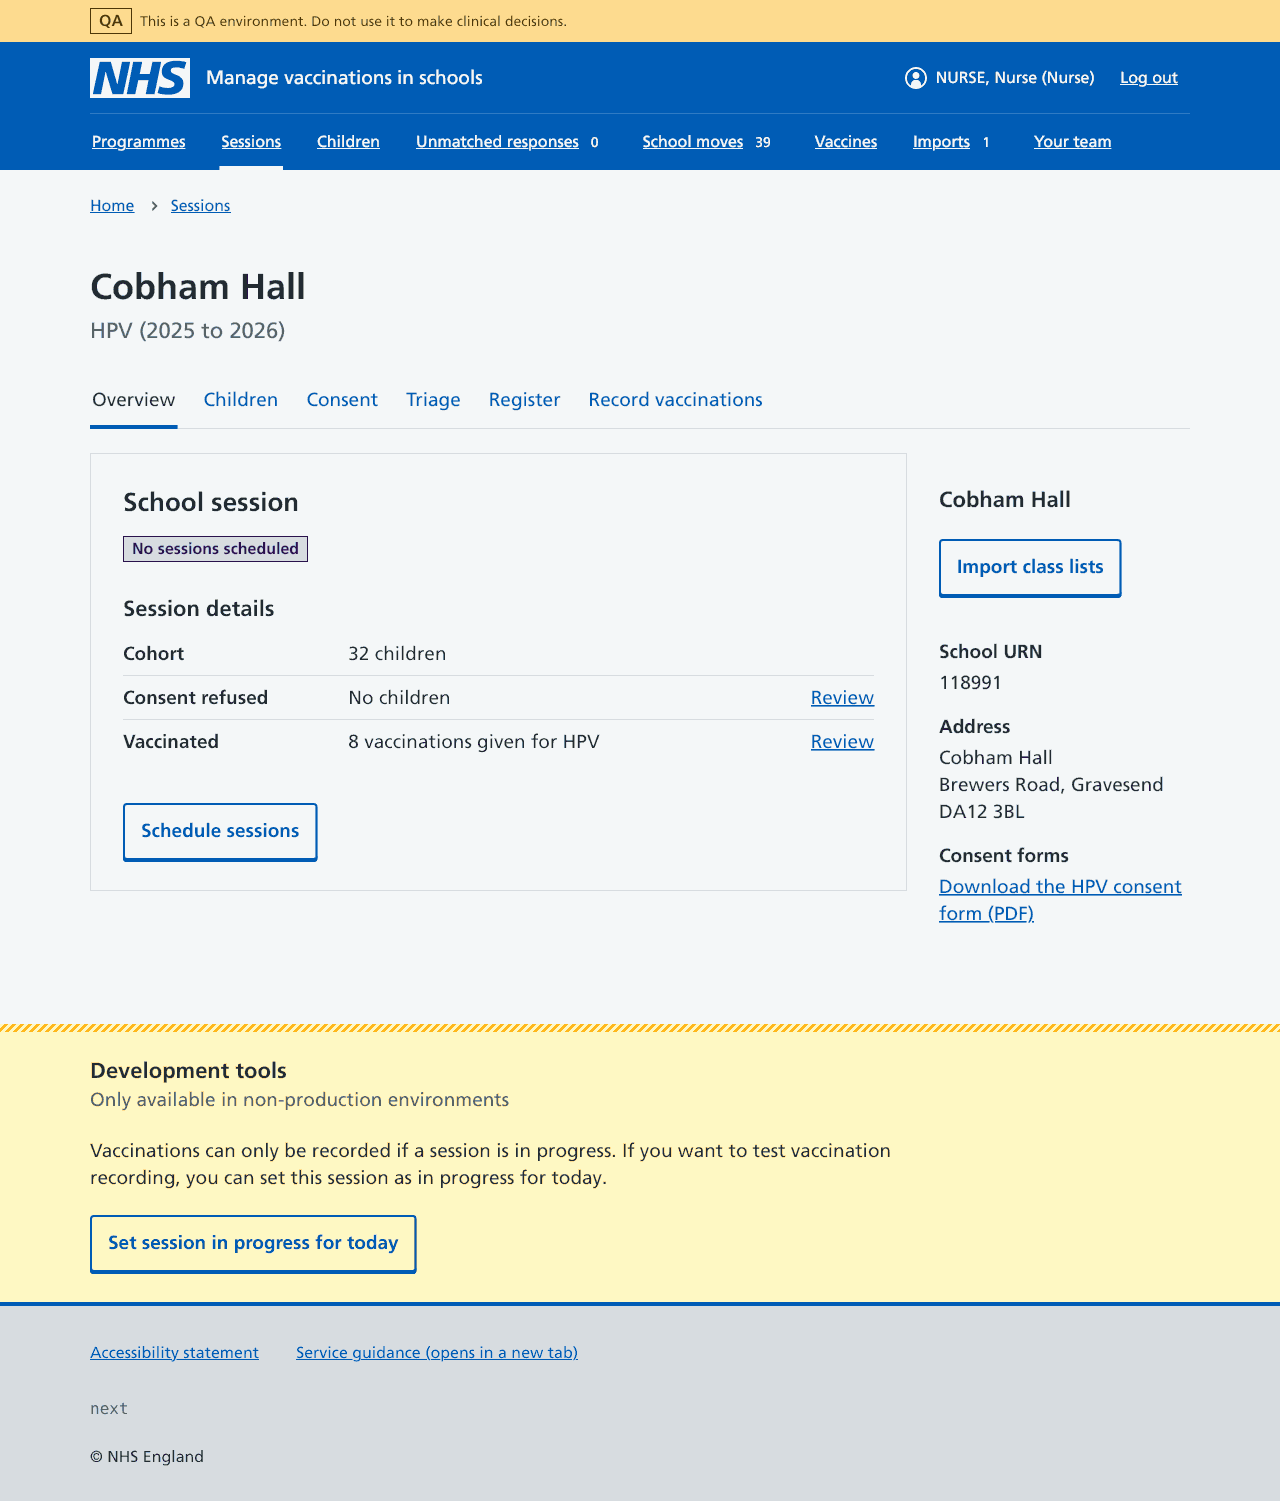 QA This is a QA environment. Do not use it to make clinical decisions.
NHS Manage vaccinations in schools NURSE, Nurse (Nurse) Log out
Programmes Sessions Children Unmatched responses 0 School moves 39 Vaccines Imports 1 Your team
Home Sessions
Cobham Hall
HPV (2025 to 2026)
Overview Children Consent Triage Register Record vaccinations
School session
No sessions scheduled
Session details
Cohort 32 children
Consent refused No children Review
Vaccinated 8 vaccinations given for HPV Review
Schedule sessions
Cobham Hall
Import class lists
School URN
118991
Address
Cobham Hall
Brewers Road, Gravesend
DA12 3BL
Consent forms
Download the HPV consent
form (PDF)
Development tools
Only available in non-production environments
Vaccinations can only be recorded if a session is in progress. If you want to test vaccination
recording, you can set this session as in progress for today.
Set session in progress for today
Accessibility statement Service guidance (opens in a new tab)
next
© NHS England